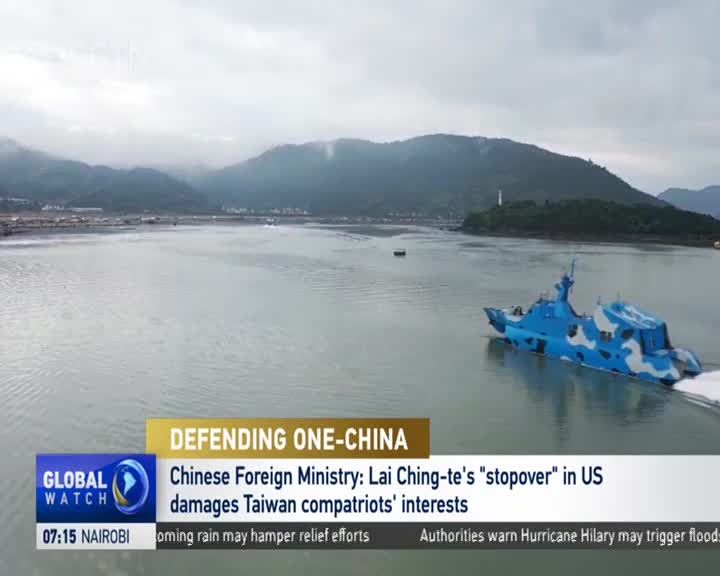 DEFENDING ONE-CHINA
Chinese Foreign Ministry: Lai Ching-te's "stopover" in US
damages Taiwan compatriots' interests
GLOBAL
WATCH
07:15 NAIROBI
coming rain may hamper relief efforts Authorities warn Hurricane Hilary may trigger floods